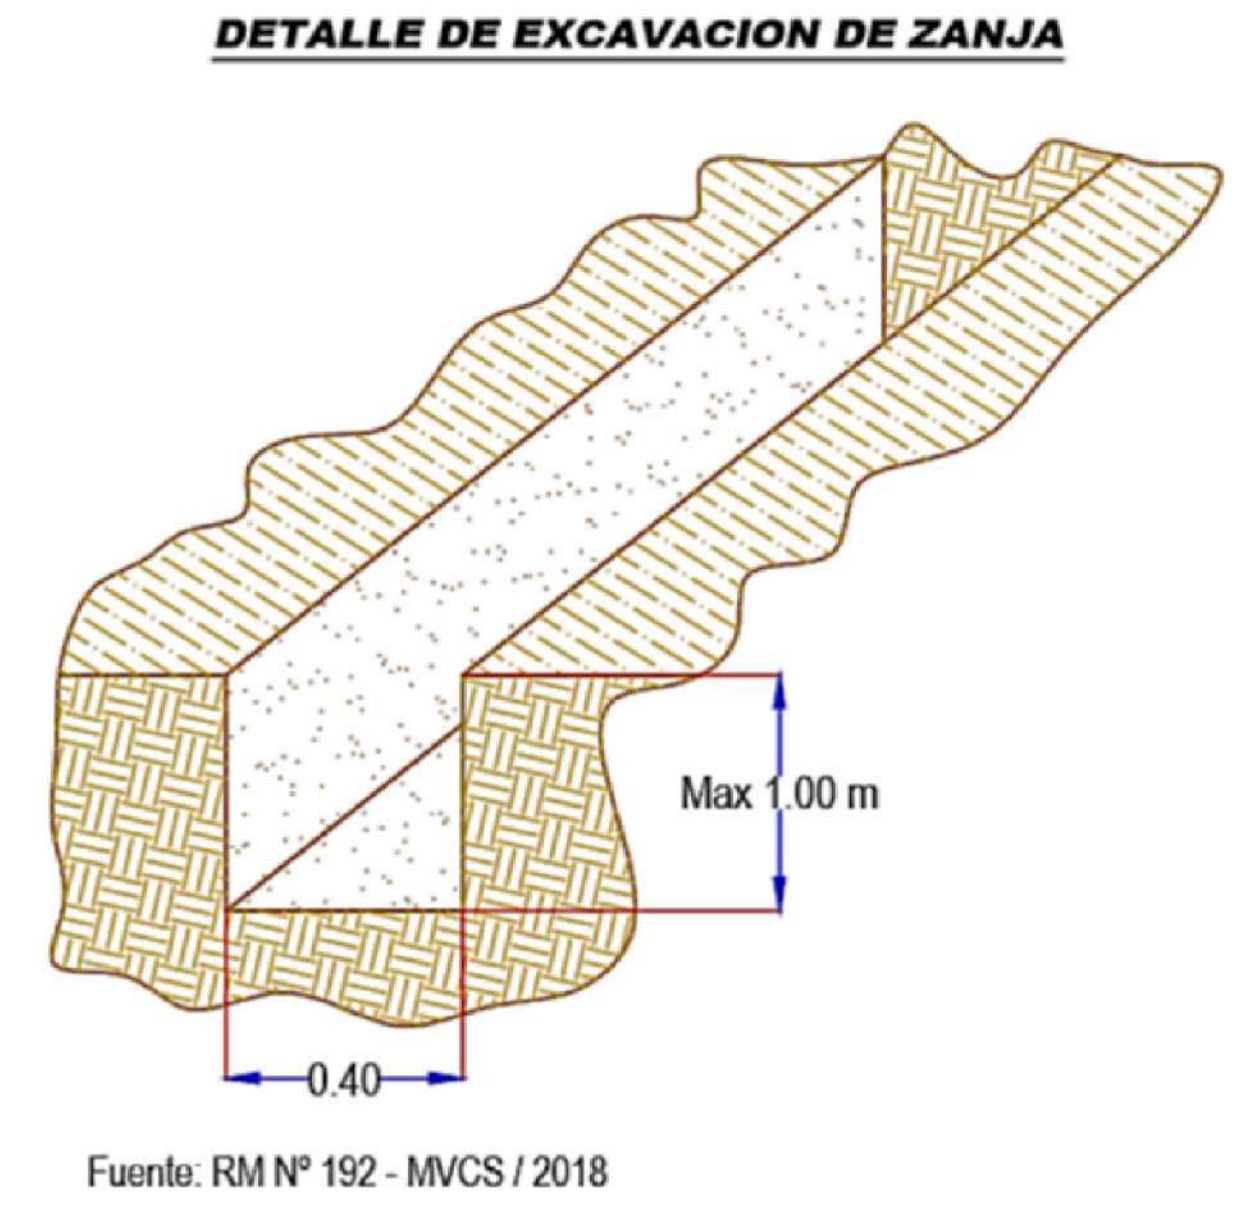 DETALLE DE EXCAVACION DE ZANJA
Max 1.00 m
0.40
Fuente: RM Nº 192 - MVCS / 2018